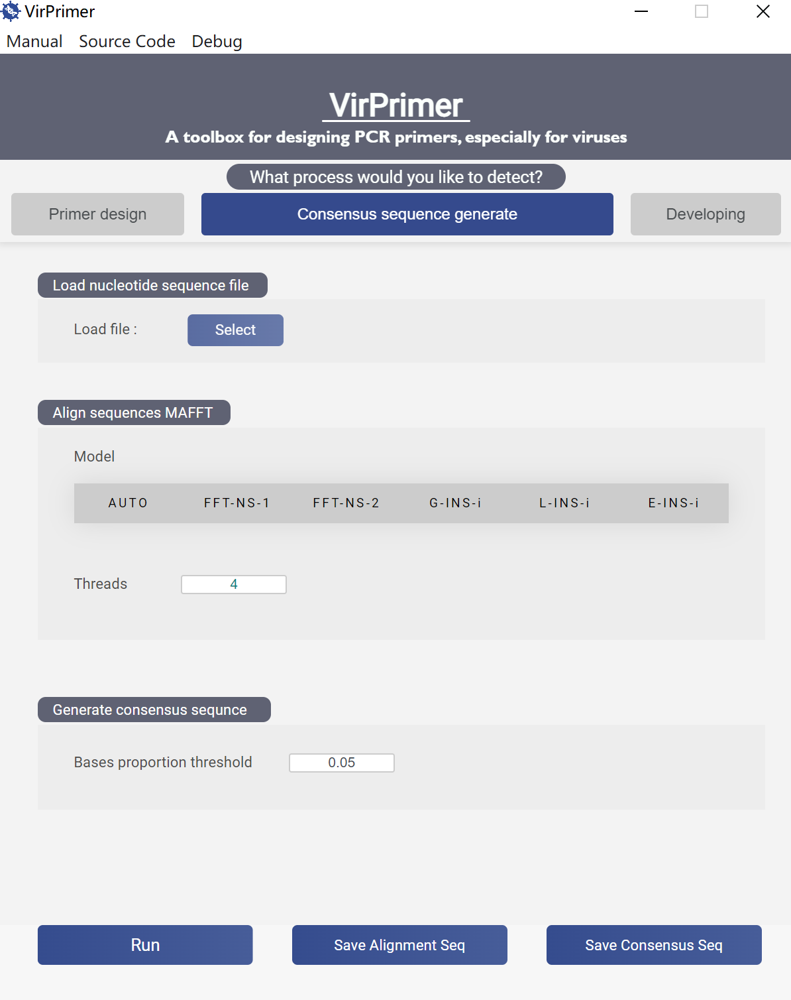 VirPrimer
Manual Source Code Debug
VirPrimer
A toolbox for designing PCR primers, especially for viruses
What process would you like to detect?
Primer design Consensus sequence generate Developing
Load nucleotide sequence file
Load file : Select
Align sequences MAFFT
Model
AUTO FFT-NS-1 FFT-NS-2 G-INS-i L-INS-i E-INS-i
Threads 4
Generate consensus sequnce
Bases proportion threshold 0.05
Run Save Alignment Seq Save Consensus Seq